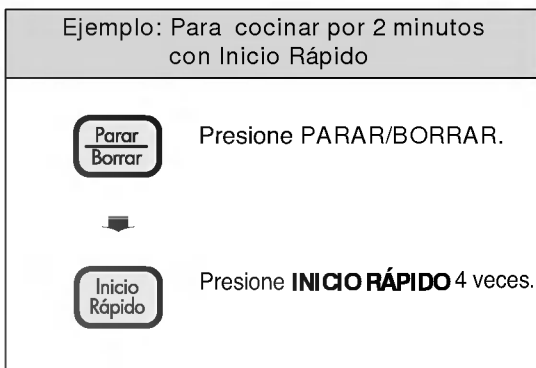 Ejemplo: Para cocinar por 2 minutos
con Inicio Rápido
Parar
Borrar
Presione PARAR/BORRAR.
Inicio
Rápido
Presione INICIO RÁPIDO 4 veces.